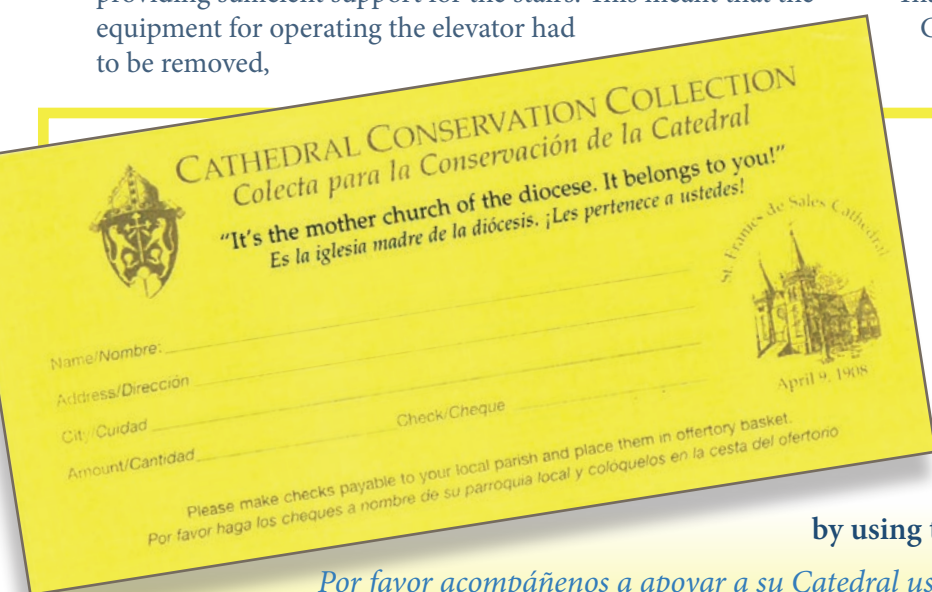 providing sufficient support for the stairs. This meant that the
equipment for operating the elevator had
to be removed,
CATHEDRAL CONSERVATION COLLECTION
Colecta para la Conservación de la Catedral
"It's the mother church of the diocese. It belongs to you!"
Es la iglesia madre de la diócesis. ¡Les pertenece a ustedes!
St. Francis de Sales Cathedral
April 9, 1908
Name/Nombre:
Address/Dirección
City/Cuidad
Amount/Cantidad Check/Cheque
Please make checks payable to your local parish and place them in offertory basket.
Por favor haga los cheques a nombre de su parroquia local y colóquelos en la cesta del ofertorio
by using
Por favor acompáñenos a apoyar a su Catedral